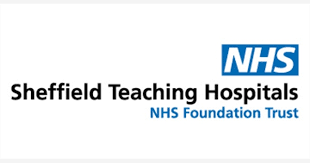 NHS
Sheffield Teaching Hospitals
NHS Foundation Trust